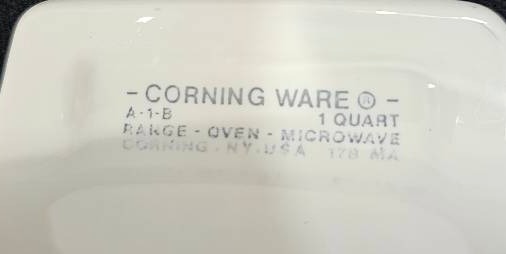 - CORNING WARE ® -
A-1-B 1 QUART
RANGE - OVEN - MICROWAVE
CORNING . NY . USA 178 MA